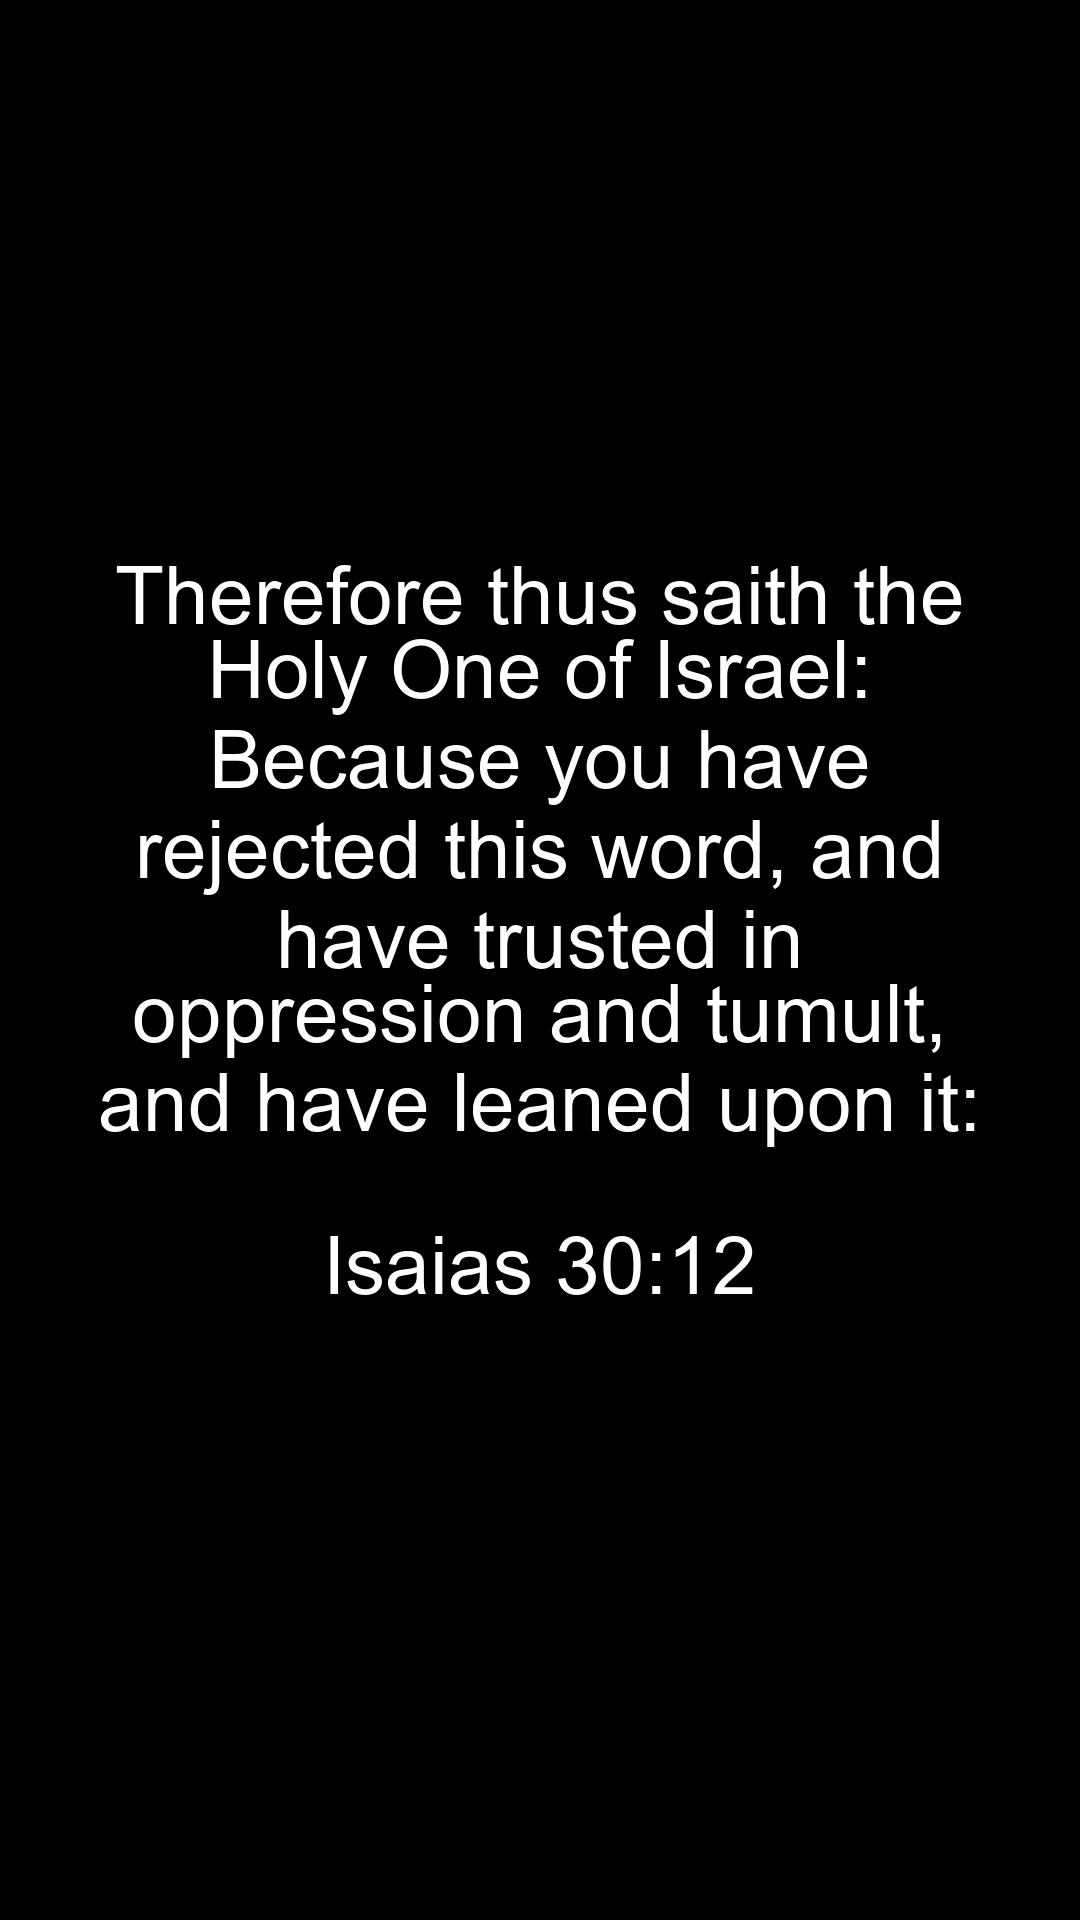 Therefore thus saith the
Holy One of Israel:
Because you have
rejected this word, and
have trusted in
oppression and tumult,
and have leaned upon it:
Isaias 30:12